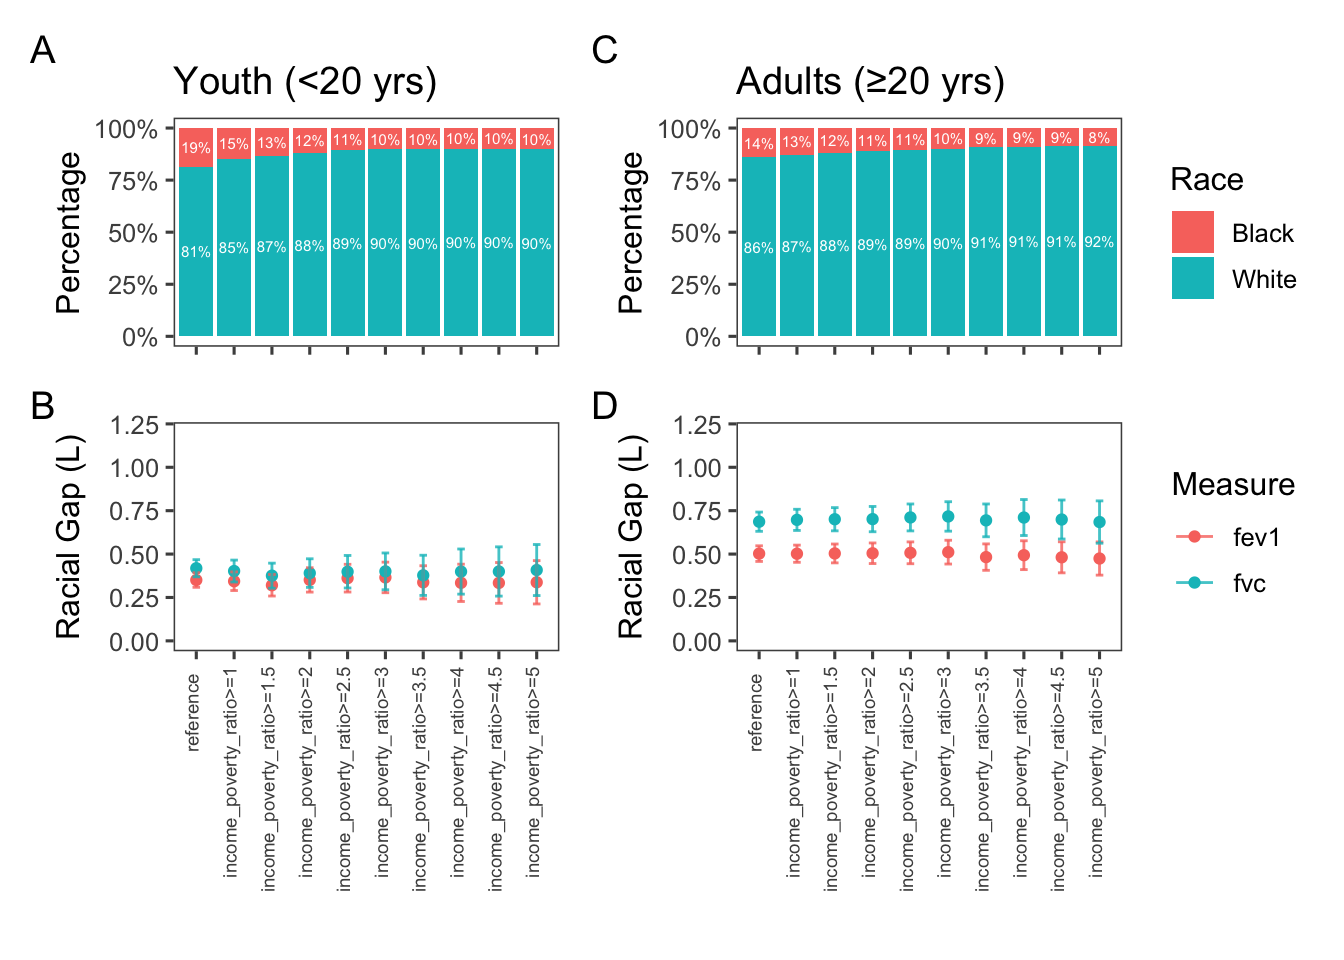 A
Youth (<20 yrs)
Percentage
100%
75%
50%
25%
0%
19% 15% 13% 12% 11% 10% 10% 10% 10% 10%
81% 85% 87% 88% 89% 90% 90% 90% 90% 90%
C
Adults (≥20 yrs)
Percentage
100%
75%
50%
25%
0%
14% 13% 12% 11% 11% 10% 9% 9% 9% 8%
86% 87% 88% 89% 89% 90% 91% 91% 91% 92%
Race
Black
White
B
Racial Gap (L)
1.25
1.00
0.75
0.50
0.25
0.00
reference
income_poverty_ratio>=1
income_poverty_ratio>=1.5
income_poverty_ratio>=2
income_poverty_ratio>=2.5
income_poverty_ratio>=3
income_poverty_ratio>=3.5
income_poverty_ratio>=4
income_poverty_ratio>=4.5
income_poverty_ratio>=5
D
Racial Gap (L)
1.25
1.00
0.75
0.50
0.25
0.00
reference
income_poverty_ratio>=1
income_poverty_ratio>=1.5
income_poverty_ratio>=2
income_poverty_ratio>=2.5
income_poverty_ratio>=3
income_poverty_ratio>=3.5
income_poverty_ratio>=4
income_poverty_ratio>=4.5
income_poverty_ratio>=5
Measure
fev1
fvc